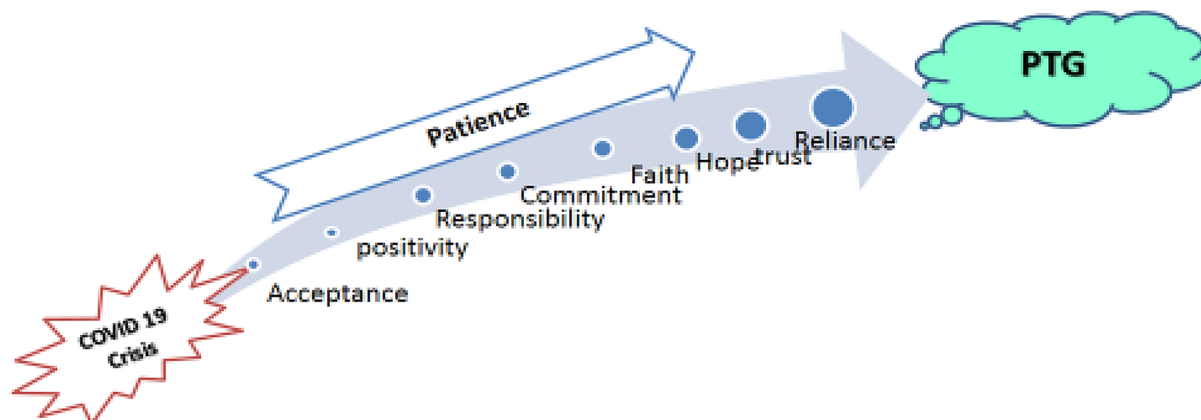 PTG
Patience
Reliance
trust
Hope
Faith
Commitment
Responsibility
positivity
Acceptance
COVID 19
Crisis